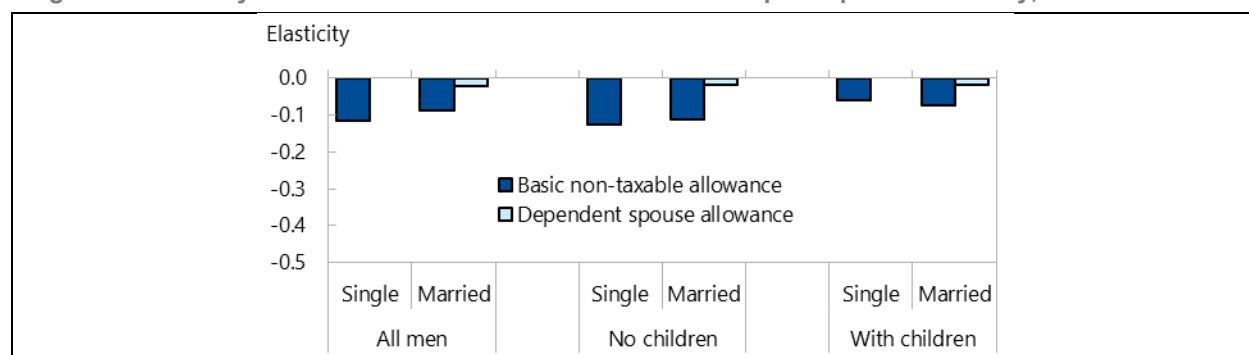 Elasticity
0.0
-0.1
-0.2
-0.3
-0.4
-0.5
Basic non-taxable allowance
Dependent spouse allowance
Single Married Single Married Single Married
All men No children With children